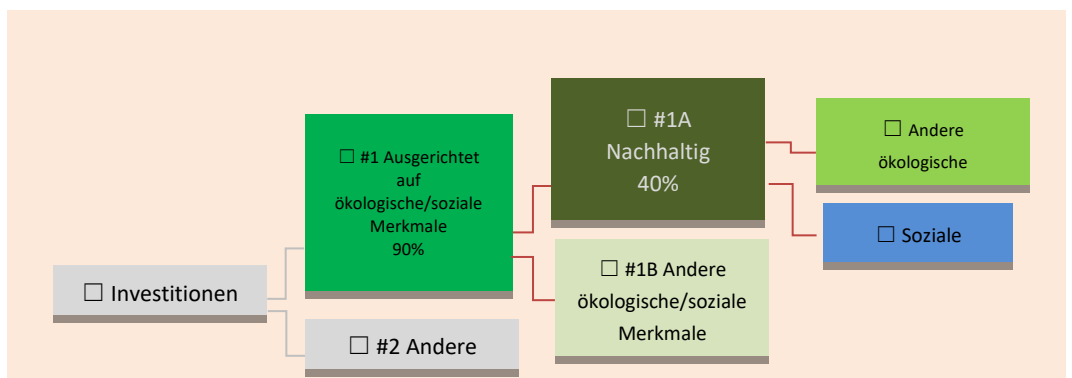 ☐ Investitionen
☐ #1 Ausgerichtet
auf
ökologische/soziale
Merkmale
90%
☐ #2 Andere
☐ #1A
Nachhaltig
40%
☐ #1B Andere
ökologische/soziale
Merkmale
☐ Andere
ökologische
☐ Soziale